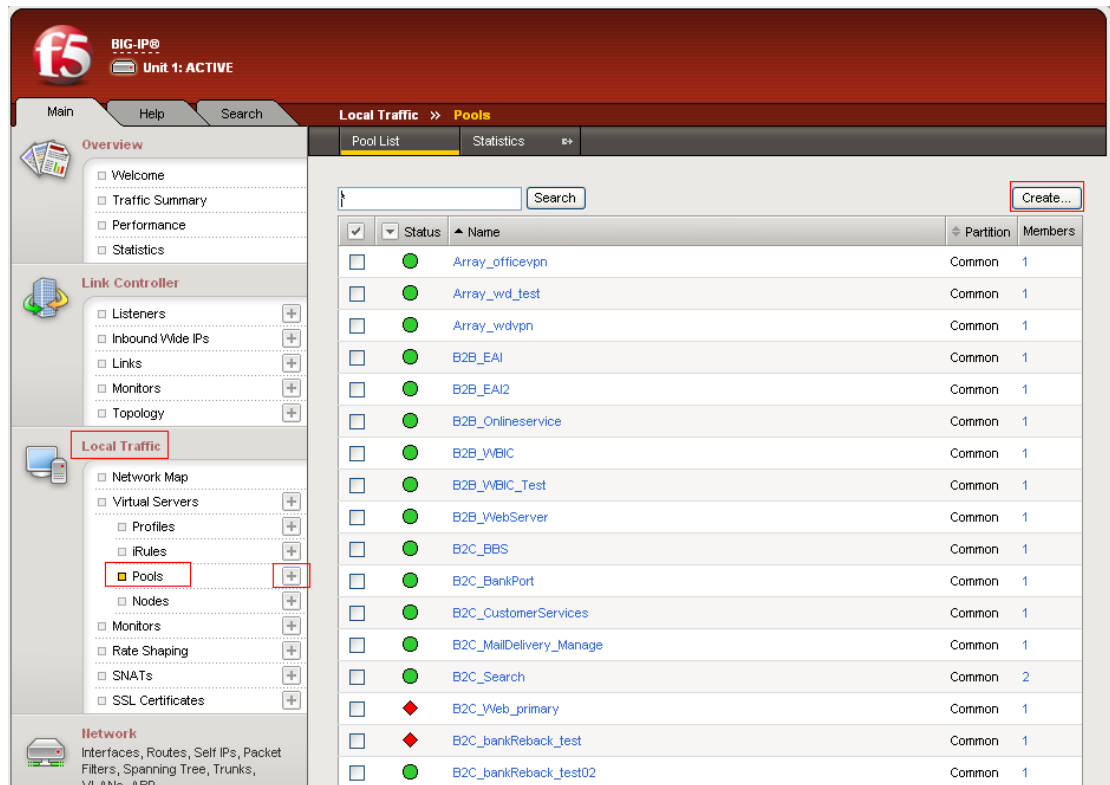 f5
BIG-IP®
Unit 1: ACTIVE
Main
Help
Search
Local Traffic » Pools
Pool List
Statistics
Overview
Welcome
Traffic Summary
Performance
Statistics
Link Controller
Listeners
Inbound Wide IPs
Links
Monitors
Topology
Local Traffic
Network Map
Virtual Servers
Profiles
iRules
Pools
Nodes
Monitors
Rate Shaping
SNATs
SSL Certificates
Network
Interfaces, Routes, Self IPs, Packet
Filters, Spanning Tree, Trunks,
VLANs, ARP
*
Search
Create...
Status Name Partition Members
Array_officevpn Common 1
Array_wd_test Common 1
Array_wdvpn Common 1
B2B_EAI Common 1
B2B_EAI2 Common 1
B2B_Onlineservice Common 1
B2B_WBIC Common 1
B2B_WBIC_Test Common 1
B2B_WebServer Common 1
B2C_BBS Common 1
B2C_BankPort Common 1
B2C_CustomerServices Common 1
B2C_MailDelivery_Manage Common 1
B2C_Search Common 2
B2C_Web_primary Common 1
B2C_bankReback_test Common 1
B2C_bankReback_test02 Common 1